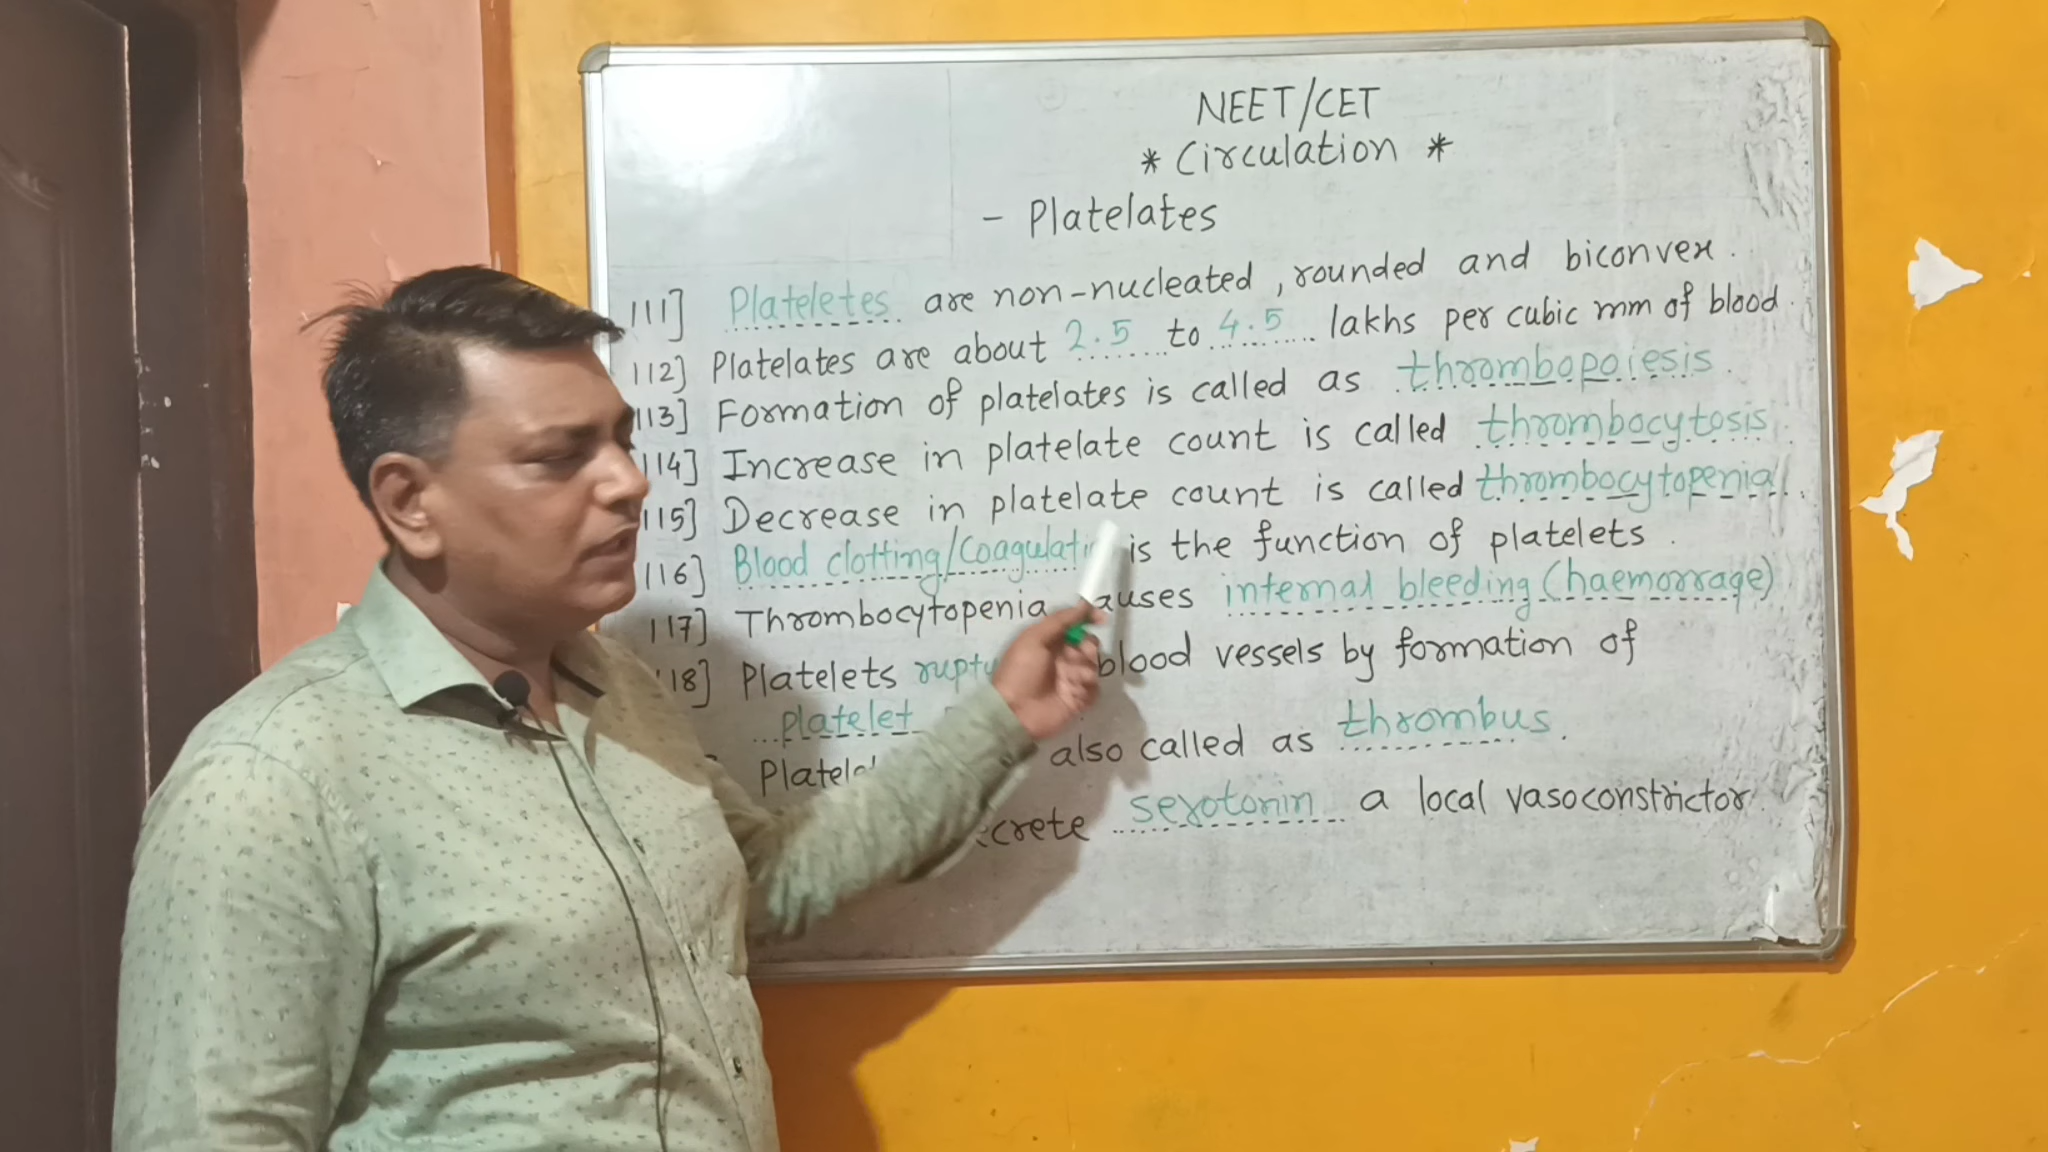 NEET/CET
* Circulation *
- Platelates
111] Plateletes are non-nucleated, rounded and biconvex.
112] Platelates are about 2.5 to 4.5 lakhs per cubic mm of blood.
113] Formation of platelates is called as thrombopoiesis.
114] Increase in platelate count is called thrombocytosis.
115] Decrease in platelate count is called thrombocytopenia.
116] Blood clotting/Coagulati is the function of platelets.
117] Thrombocytopenia auses internal bleeding (haemorrage)
118] Platelets ruptu blood vessels by formation of
platelet
Platel also called as thrombus.
crete serotonin a local vasoconstrictor.